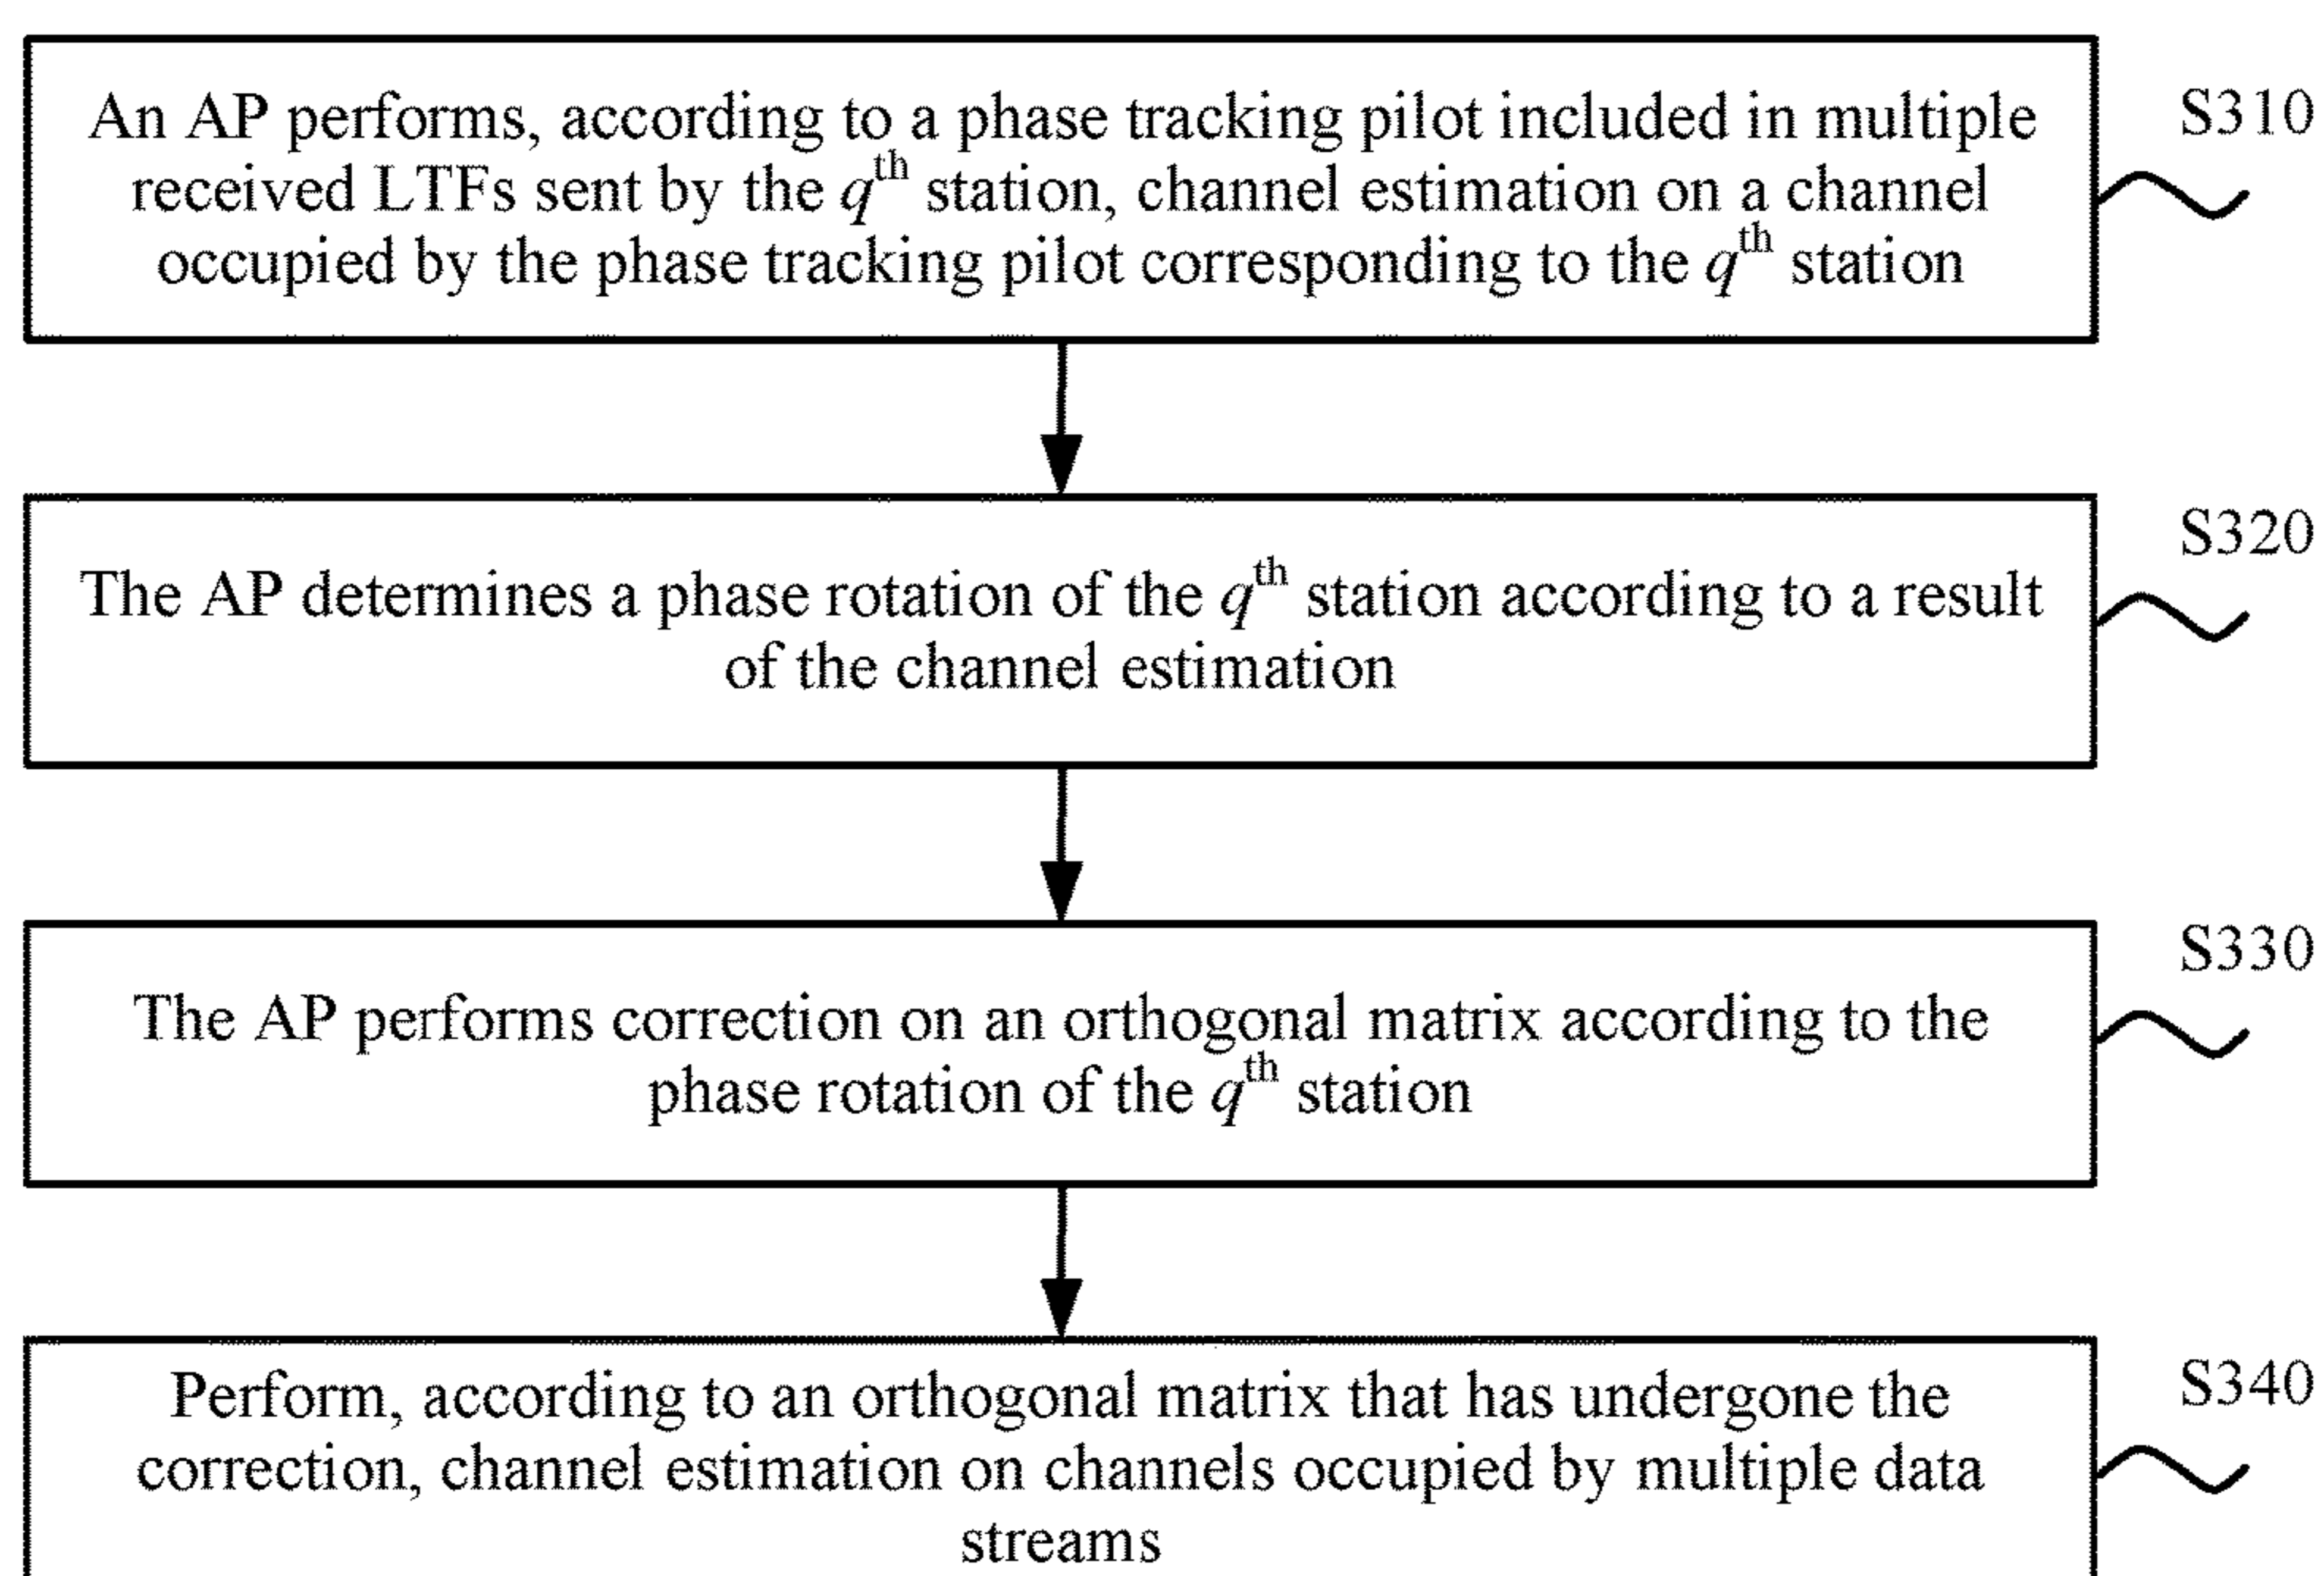 An AP performs, according to a phase tracking pilot included in multiple
received LTFs sent by the qth station, channel estimation on a channel
occupied by the phase tracking pilot corresponding to the qth station
S310
The AP determines a phase rotation of the qth station according to a result
of the channel estimation
S320
The AP performs correction on an orthogonal matrix according to the
phase rotation of the qth station
S330
Perform, according to an orthogonal matrix that has undergone the
correction, channel estimation on channels occupied by multiple data
streams
S340